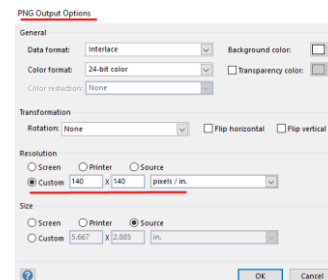 PNG Output Options
General
Data format: Interlace Background color:
Color format: 24-bit color Transparency color:
Color reduction: None
Transformation
Rotation: None Flip horizontal Flip vertical
Resolution
Screen Printer Source
Custom 140 X 140 pixels / in.
Size
Screen Printer Source
Custom 5.667 X 2.885 in.
? OK Cancel